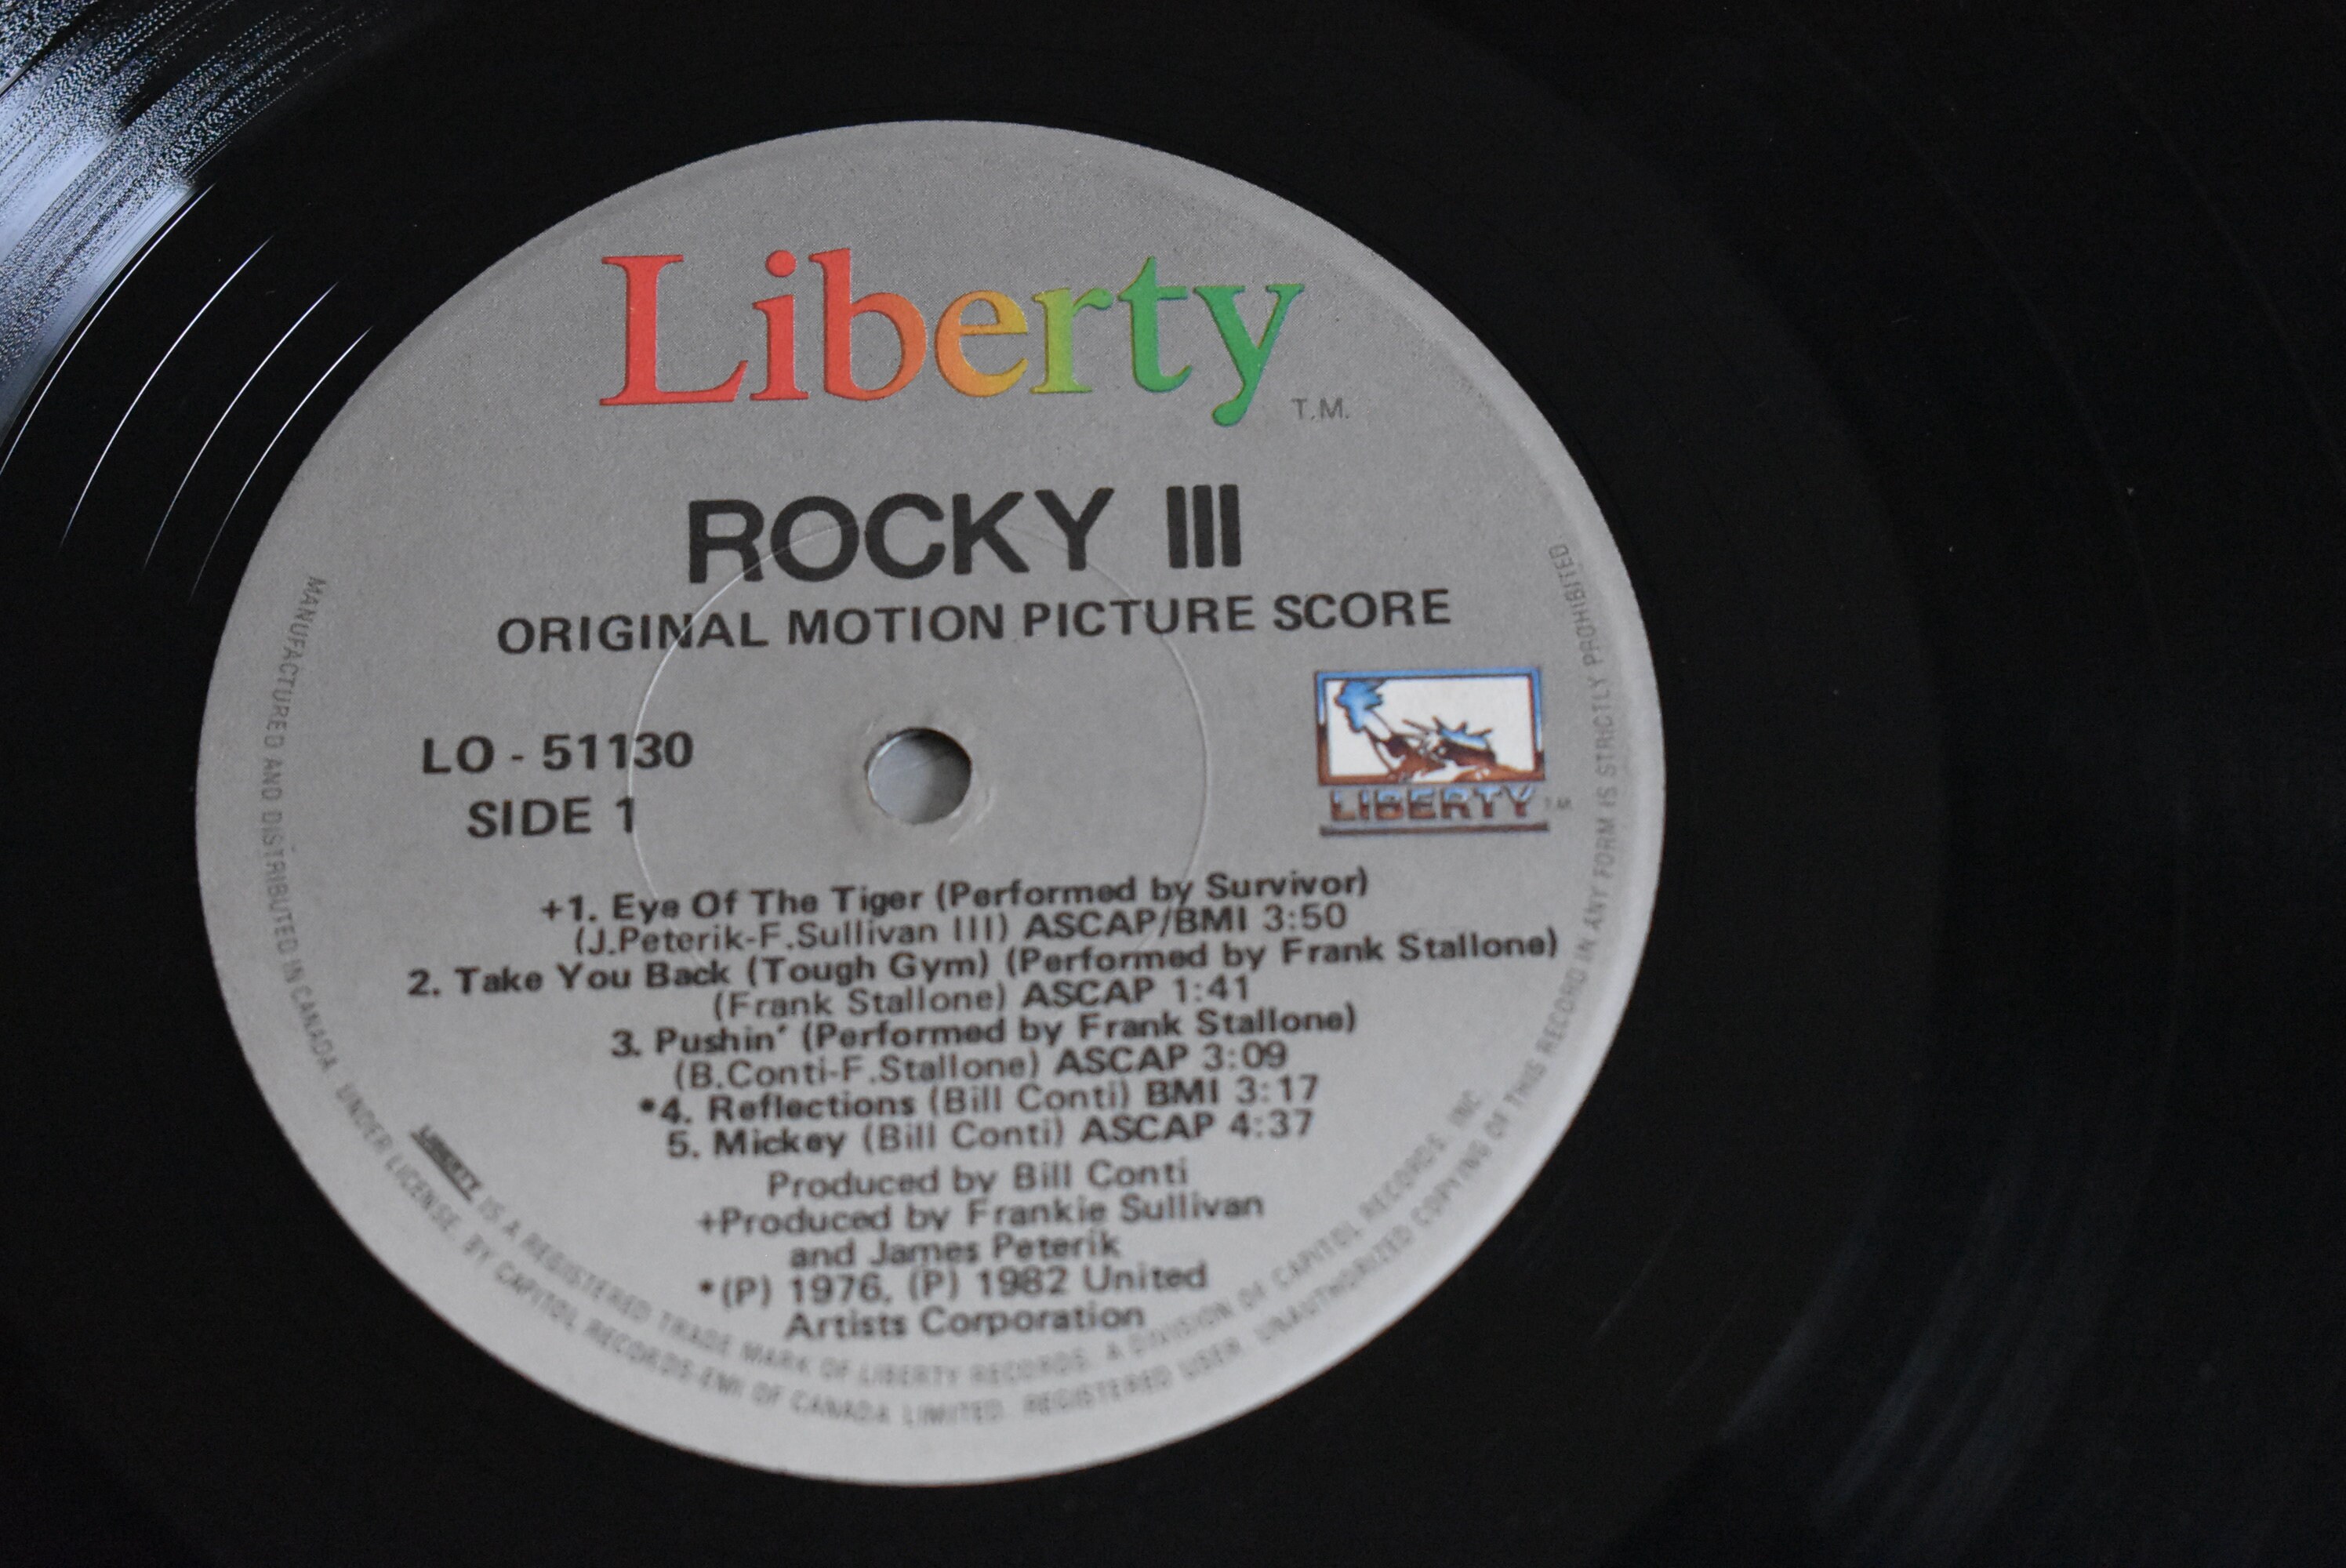 Liberty
T.M.
ROCKY III
ORIGINAL MOTION PICTURE SCORE
LO - 51130
SIDE 1
LIBERTY T.M.
+1. Eye Of The Tiger (Performed by Survivor)
(J.Peterik-F.Sullivan III) ASCAP/BMI 3:50
2. Take You Back (Tough Gym) (Performed by Frank Stallone)
(Frank Stallone) ASCAP 1:41
3. Pushin' (Performed by Frank Stallone)
(B.Conti-F.Stallone) ASCAP 3:09
*4. Reflections (Bill Conti) BMI 3:17
5. Mickey (Bill Conti) ASCAP 4:37
Produced by Bill Conti
+Produced by Frankie Sullivan
and James Peterik
*(P) 1976, (P) 1982 United
Artists Corporation
LIBERTY IS A REGISTERED TRADE MARK OF LIBERTY RECORDS, A DIVISION OF CAPITOL RECORDS, INC
MANUFACTURED AND DISTRIBUTED IN CANADA, UNDER LICENSE, BY CAPITOL RECORDS-EMI OF CANADA LIMITED. REGISTERED USER. UNAUTHORIZED COPYING OF THIS RECORD IN ANY FORM IS STRICTLY PROHIBITED